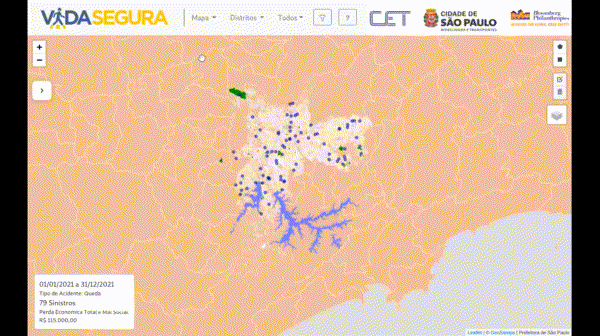 VIDASEGURA
Mapa
Distritos
Todos
?
CET
CIDADE DE
SÃO PAULO
MOBILIDADE E TRANSPORTES
Bloomberg
Philanthropies
+
−
01/01/2021 a 31/12/2021
Tipo de Acidente: Queda
79 Sinistros
Perda Econômica Total e Mat Social:
R$ 115.000,00
Leaflet | © GeoSampa | Prefeitura de São Paulo